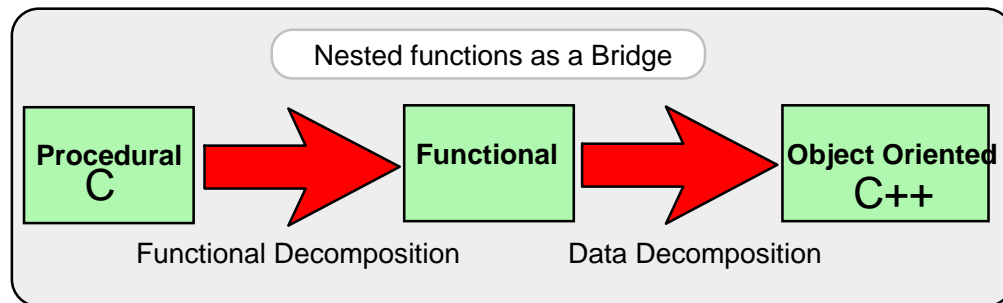 Nested functions as a Bridge
Procedural
C
Functional
Object Oriented
C++
Functional Decomposition
Data Decomposition